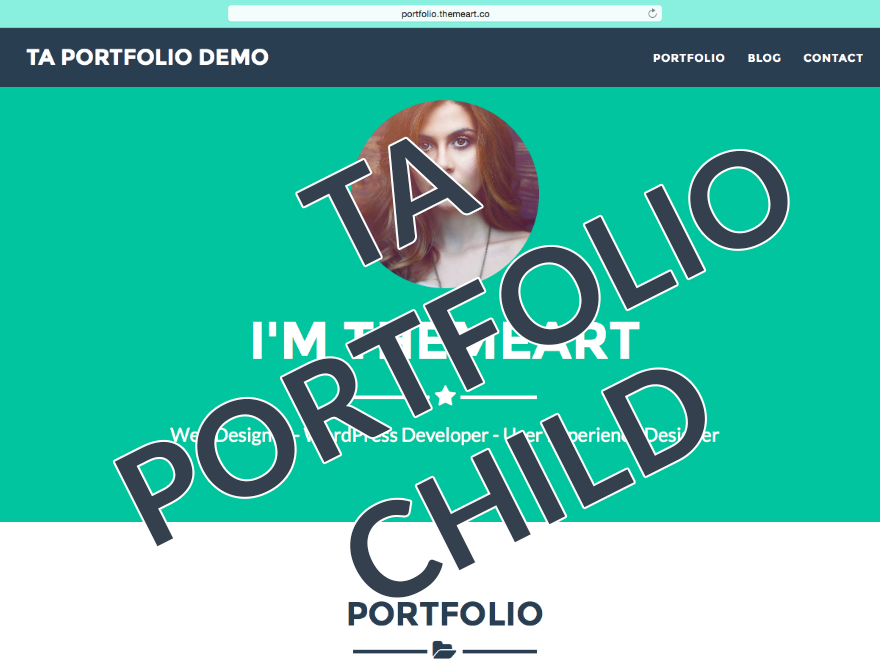 portfolio.themeart.co
TA PORTFOLIO DEMO
PORTFOLIO BLOG CONTACT
TA
PORTFOLIO
CHILD
I'M THEMEART
Web Designer - WordPress Developer - User Experience Designer
PORTFOLIO